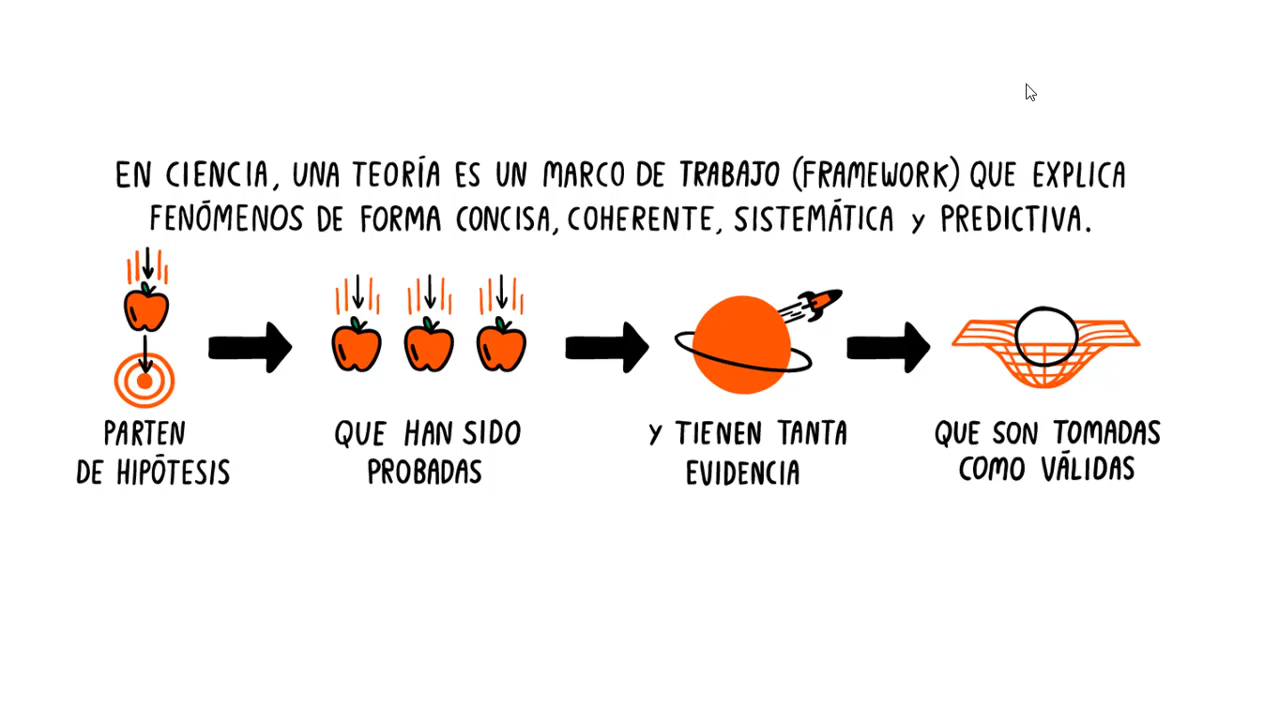 EN CIENCIA, UNA TEORÍA ES UN MARCO DE TRABAJO (FRAMEWORK) QUE EXPLICA
FENÓMENOS DE FORMA CONCISA, COHERENTE, SISTEMÁTICA y PREDICTIVA.
PARTEN
DE HIPÓTESIS
QUE HAN SIDO
PROBADAS
y TIENEN TANTA
EVIDENCIA
QUE SON TOMADAS
COMO VÁLIDAS